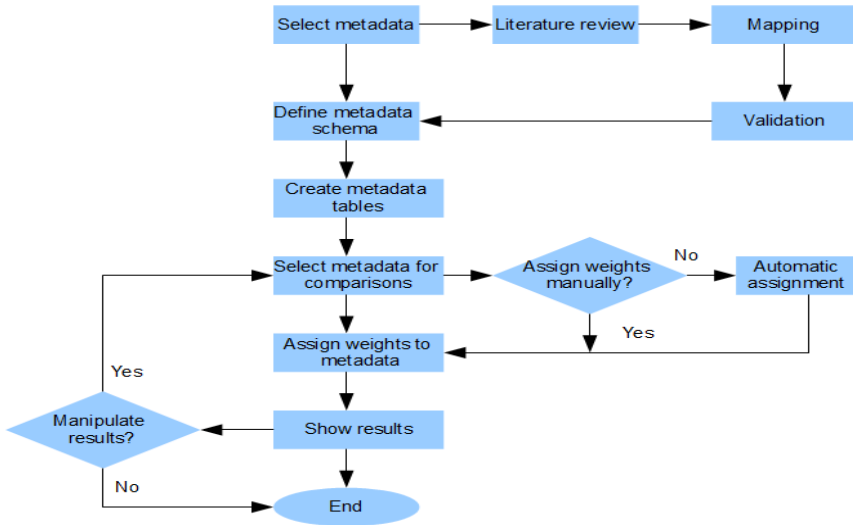 Select metadata
Literature review
Mapping
Define metadata
schema
Validation
Create metadata
tables
Select metadata for
comparisons
Assign weights
manually?
No
Automatic
assignment
Yes
Assign weights to
metadata
Yes
Manipulate
results?
Show results
No
End